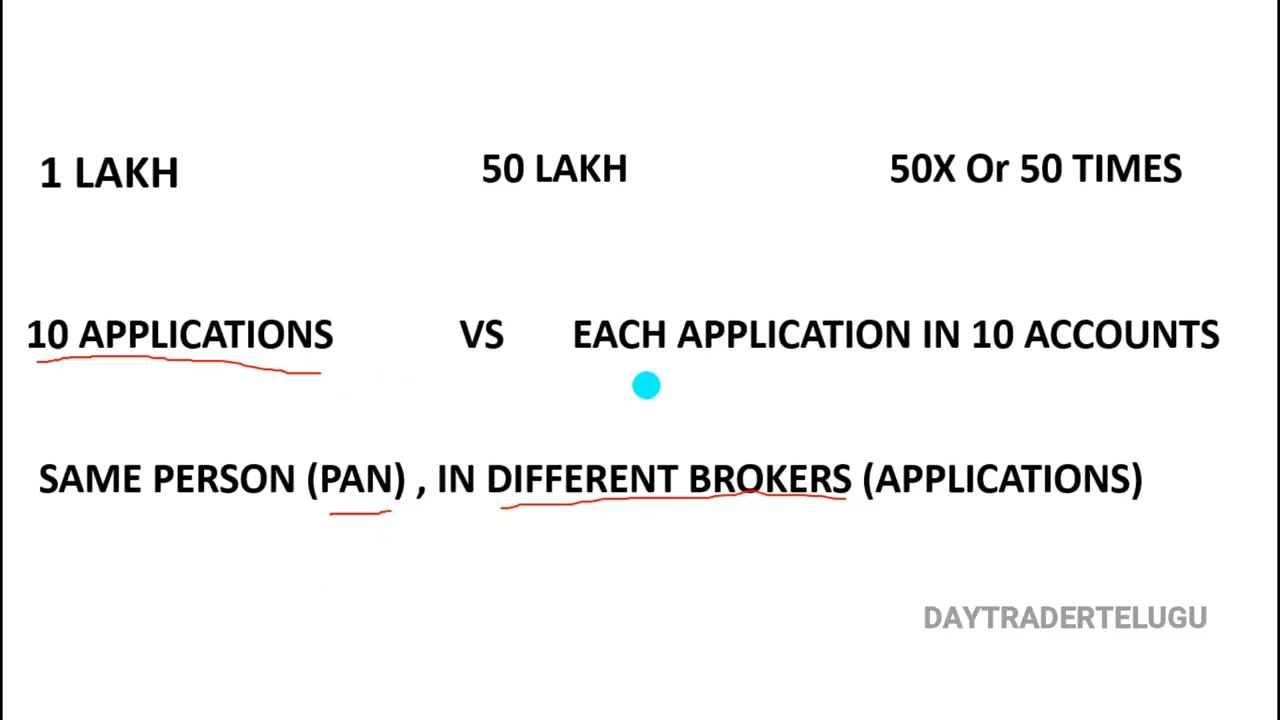 1 LAKH 50 LAKH 50X Or 50 TIMES
10 APPLICATIONS VS EACH APPLICATION IN 10 ACCOUNTS
SAME PERSON (PAN) , IN DIFFERENT BROKERS (APPLICATIONS)
DAYTRADERTELUGU